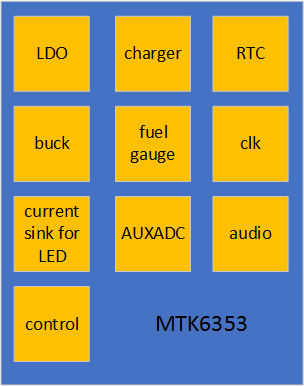 LDO
charger
RTC
buck
fuel
gauge
clk
current
sink for
LED
AUXADC
audio
control
MTK6353